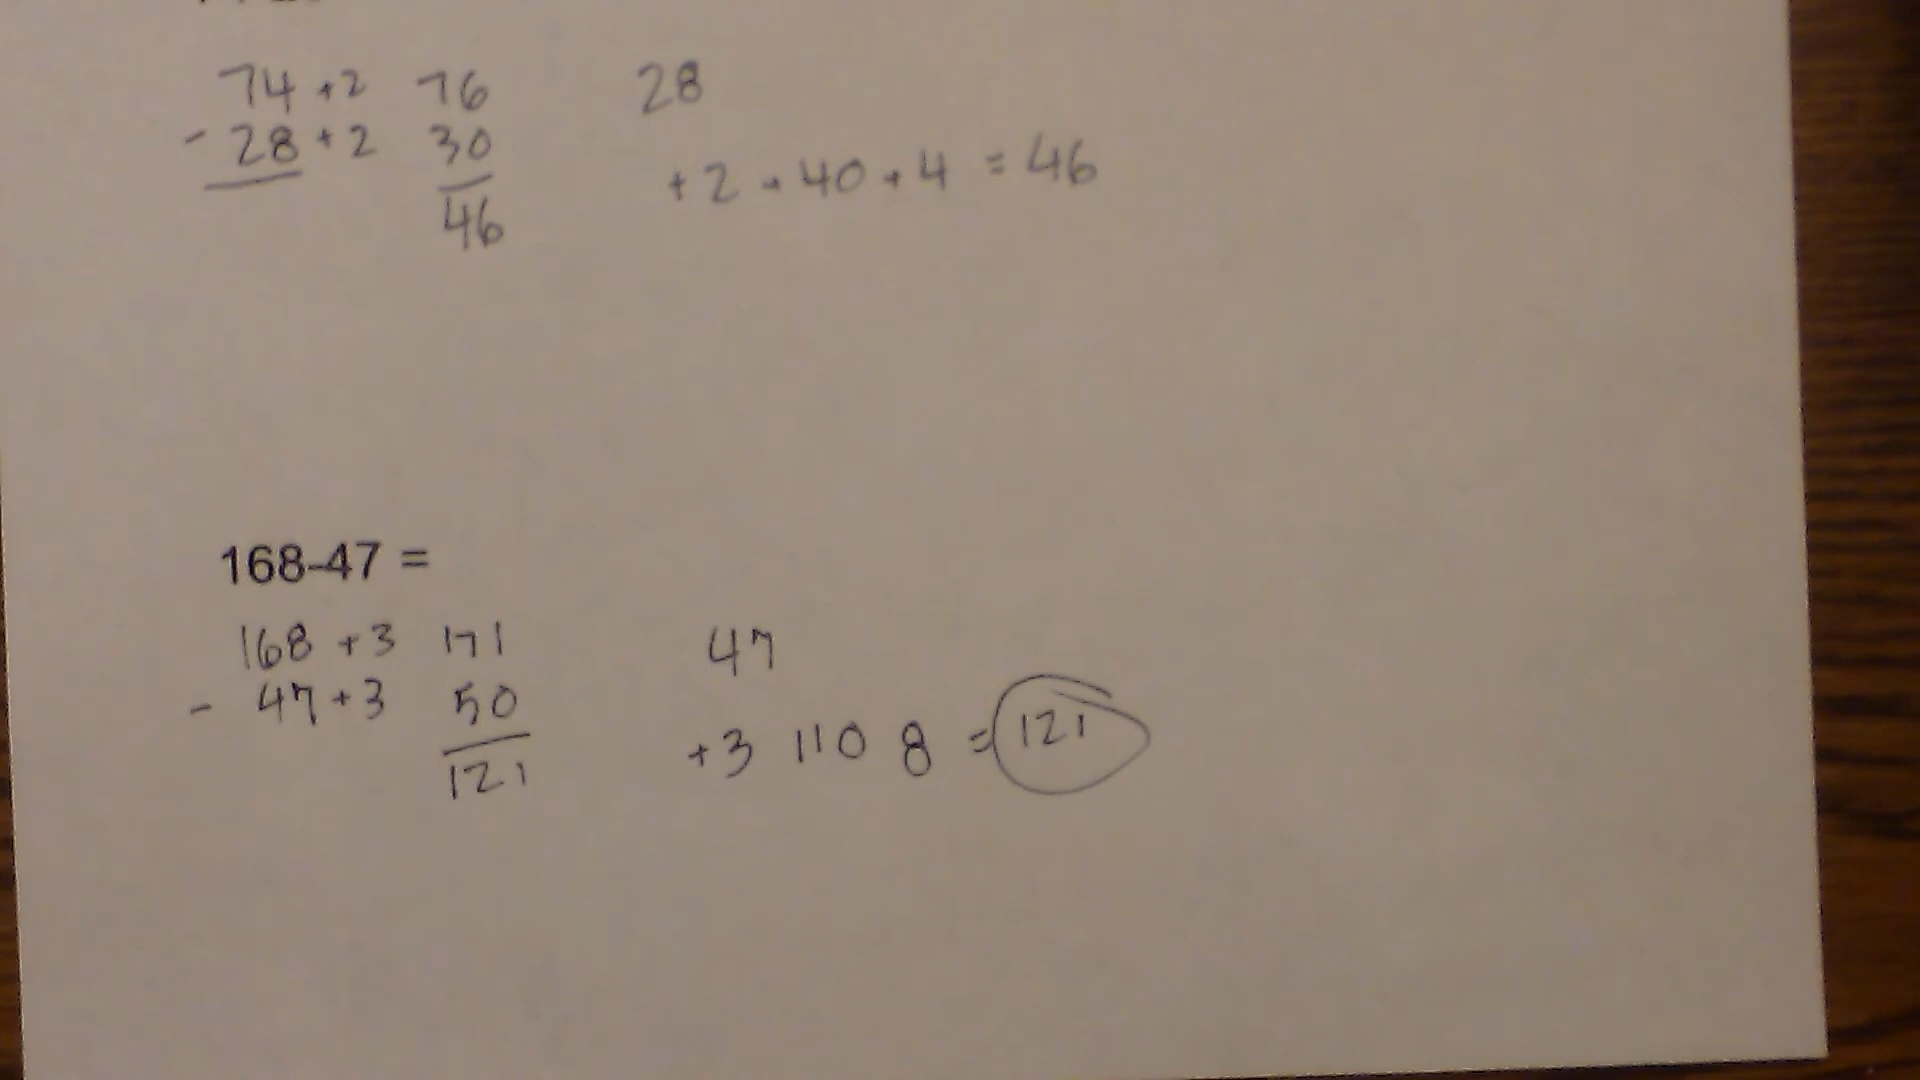 74 +2 76 28
- 28 +2 30
+2 + 40 + 4 = 46
46
168-47 =
168 +3 171 47
- 47 +3 50
+3 110 8 = 121
121